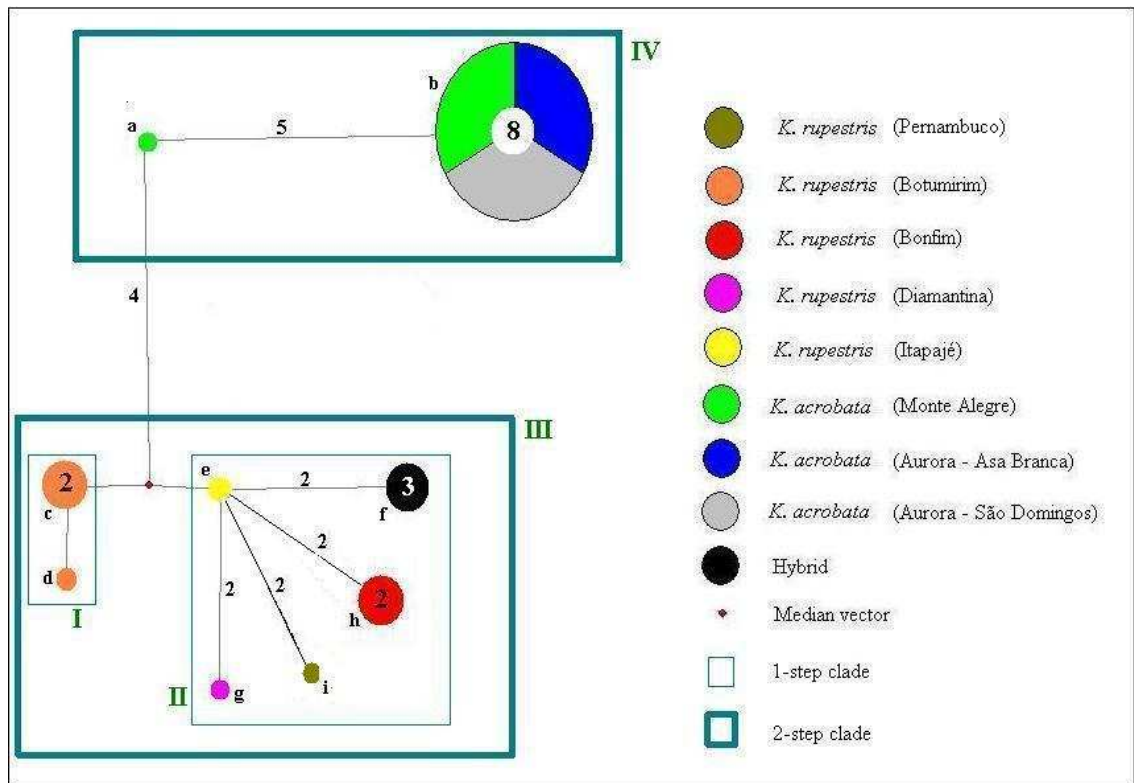 IV
b
a
5
8
4
III
2
c
d
I
e
2
3
f
2
2
2
2
h
g
i
II
K. rupestris (Pernambuco)
K. rupestris (Botumirim)
K. rupestris (Bonfim)
K. rupestris (Diamantina)
K. rupestris (Itapajé)
K. acrobata (Monte Alegre)
K. acrobata (Aurora - Asa Branca)
K. acrobata (Aurora - São Domingos)
Hybrid
Median vector
1-step clade
2-step clade